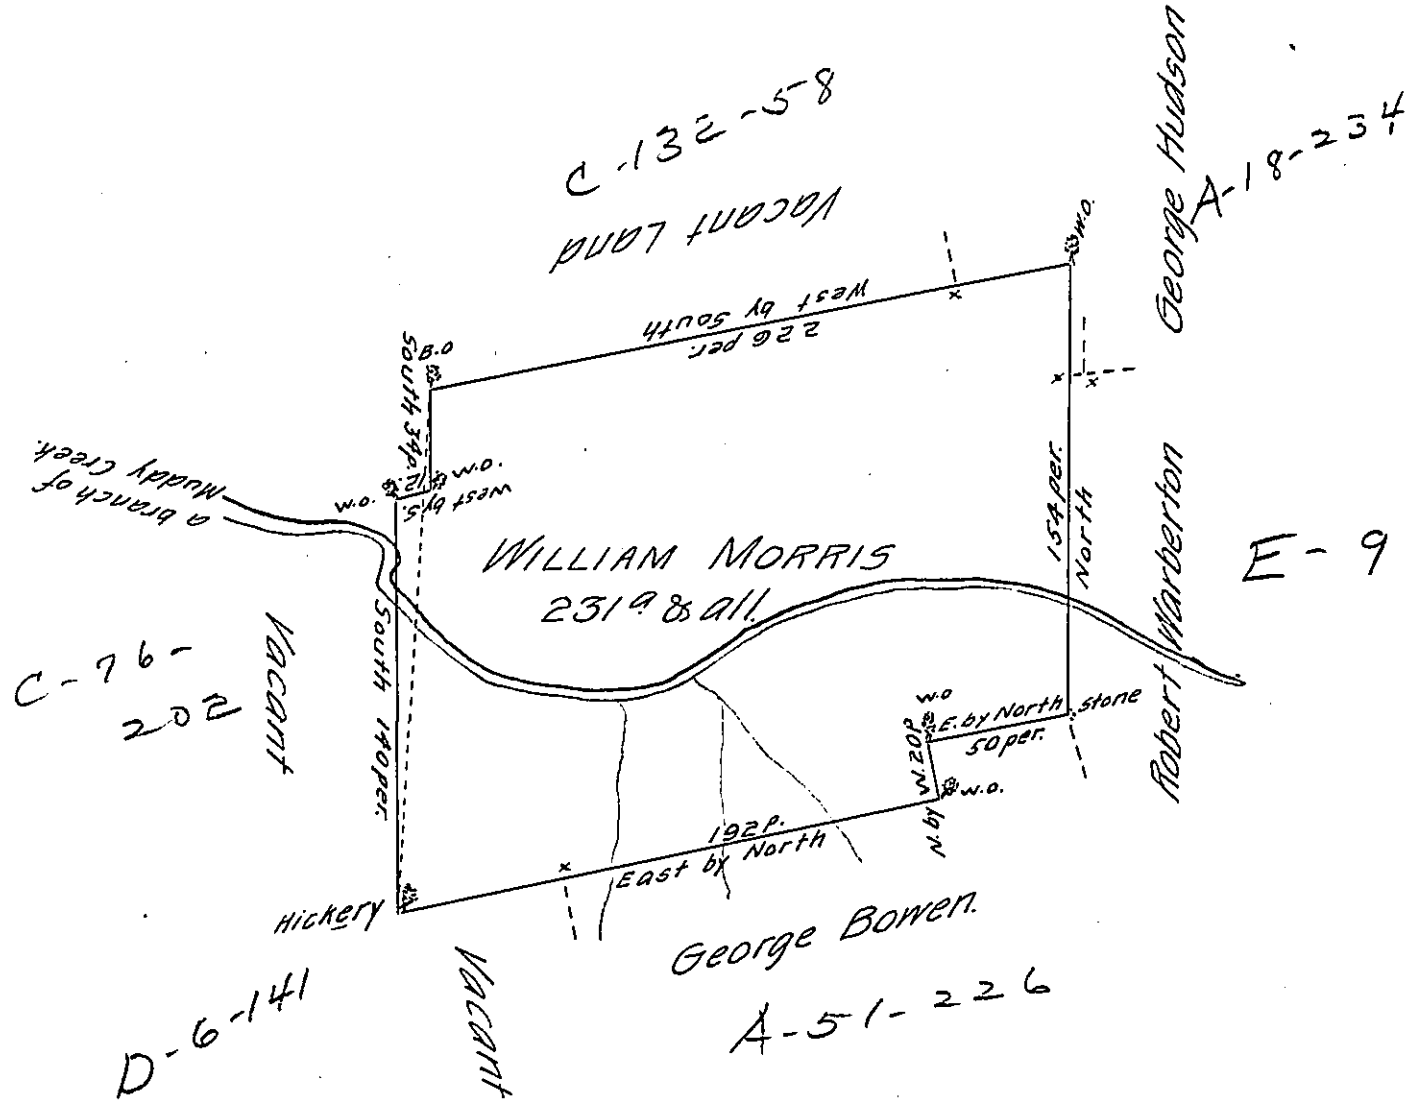 C-132-58
Vacant Land
George Hudson
A-18-234
W.O.
West by South
226 per.
B.O
South 34p.
W.O.
12.
West by S.
W.O.
a branch of
Muddy Creek.
154 per.
North
WILLIAM MORRIS
231a & all.
Robert Warberton
E-9
C-76-
202
Vacant
South 140 per.
W.O
E. by North
50 per.
Stone
N. by W. 20P
W.O.
192 P.
East by North
Hickery
George Bowen.
A-51-226
Vacant
D-6-141